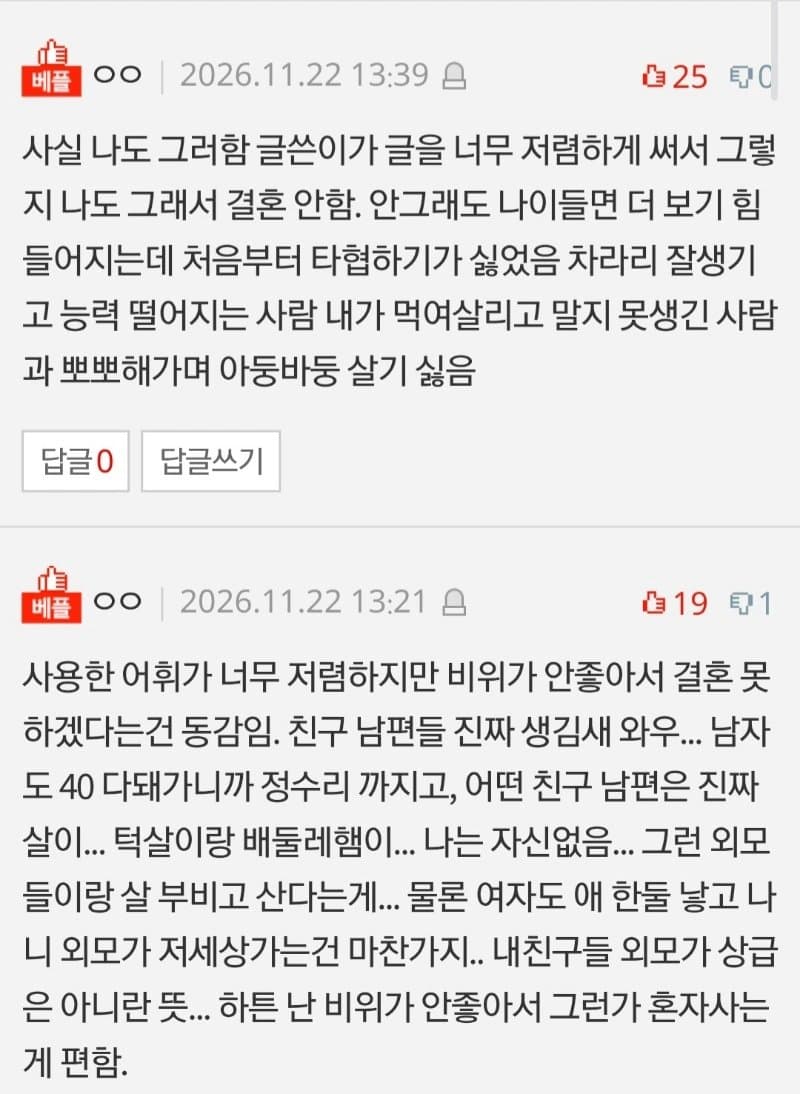 베플 ㅇㅇ 2026.11.22 13:39 25 0
사실 나도 그러함 글쓴이가 글을 너무 저렴하게 써서 그렇
지 나도 그래서 결혼 안함. 안그래도 나이들면 더 보기 힘
들어지는데 처음부터 타협하기가 싫었음 차라리 잘생기
고 능력 떨어지는 사람 내가 먹여살리고 말지 못생긴 사람
과 뽀뽀해가며 아둥바둥 살기 싫음
답글 0 답글쓰기
베플 ㅇㅇ 2026.11.22 13:21 19 1
사용한 어휘가 너무 저렴하지만 비위가 안좋아서 결혼 못
하겠다는건 동감임. 친구 남편들 진짜 생김새 와우... 남자
도 40 다돼가니까 정수리 까지고, 어떤 친구 남편은 진짜
살이... 턱살이랑 배둘레햄이... 나는 자신없음... 그런 외모
들이랑 살 부비고 산다는게... 물론 여자도 애 한둘 낳고 나
니 외모가 저세상가는건 마찬가지.. 내친구들 외모가 상급
은 아니란 뜻... 하튼 난 비위가 안좋아서 그런가 혼자사는
게 편함.